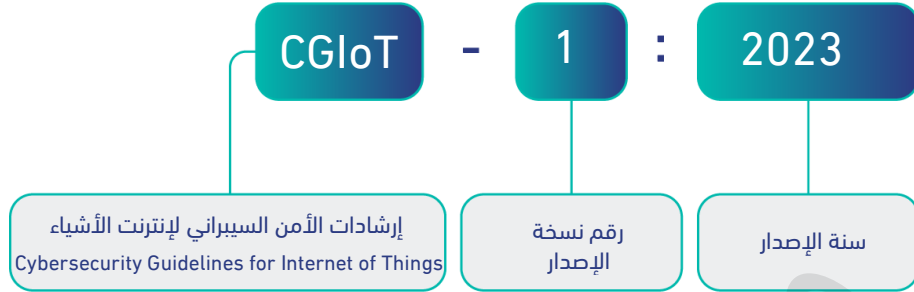 CGIoT - 1 : 2023
إرشادات الأمن السيبراني لإنترنت الأشياء
Cybersecurity Guidelines for Internet of Things
رقم نسخة
الإصدار
سنة الإصدار